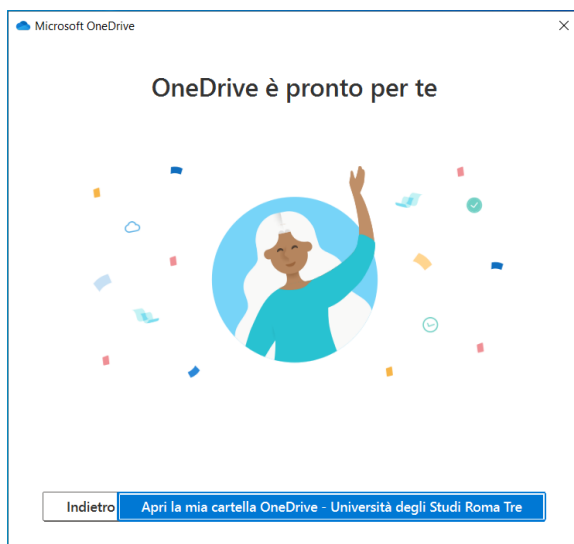 Microsoft OneDrive
OneDrive è pronto per te
Indietro
Apri la mia cartella OneDrive - Università degli Studi Roma Tre